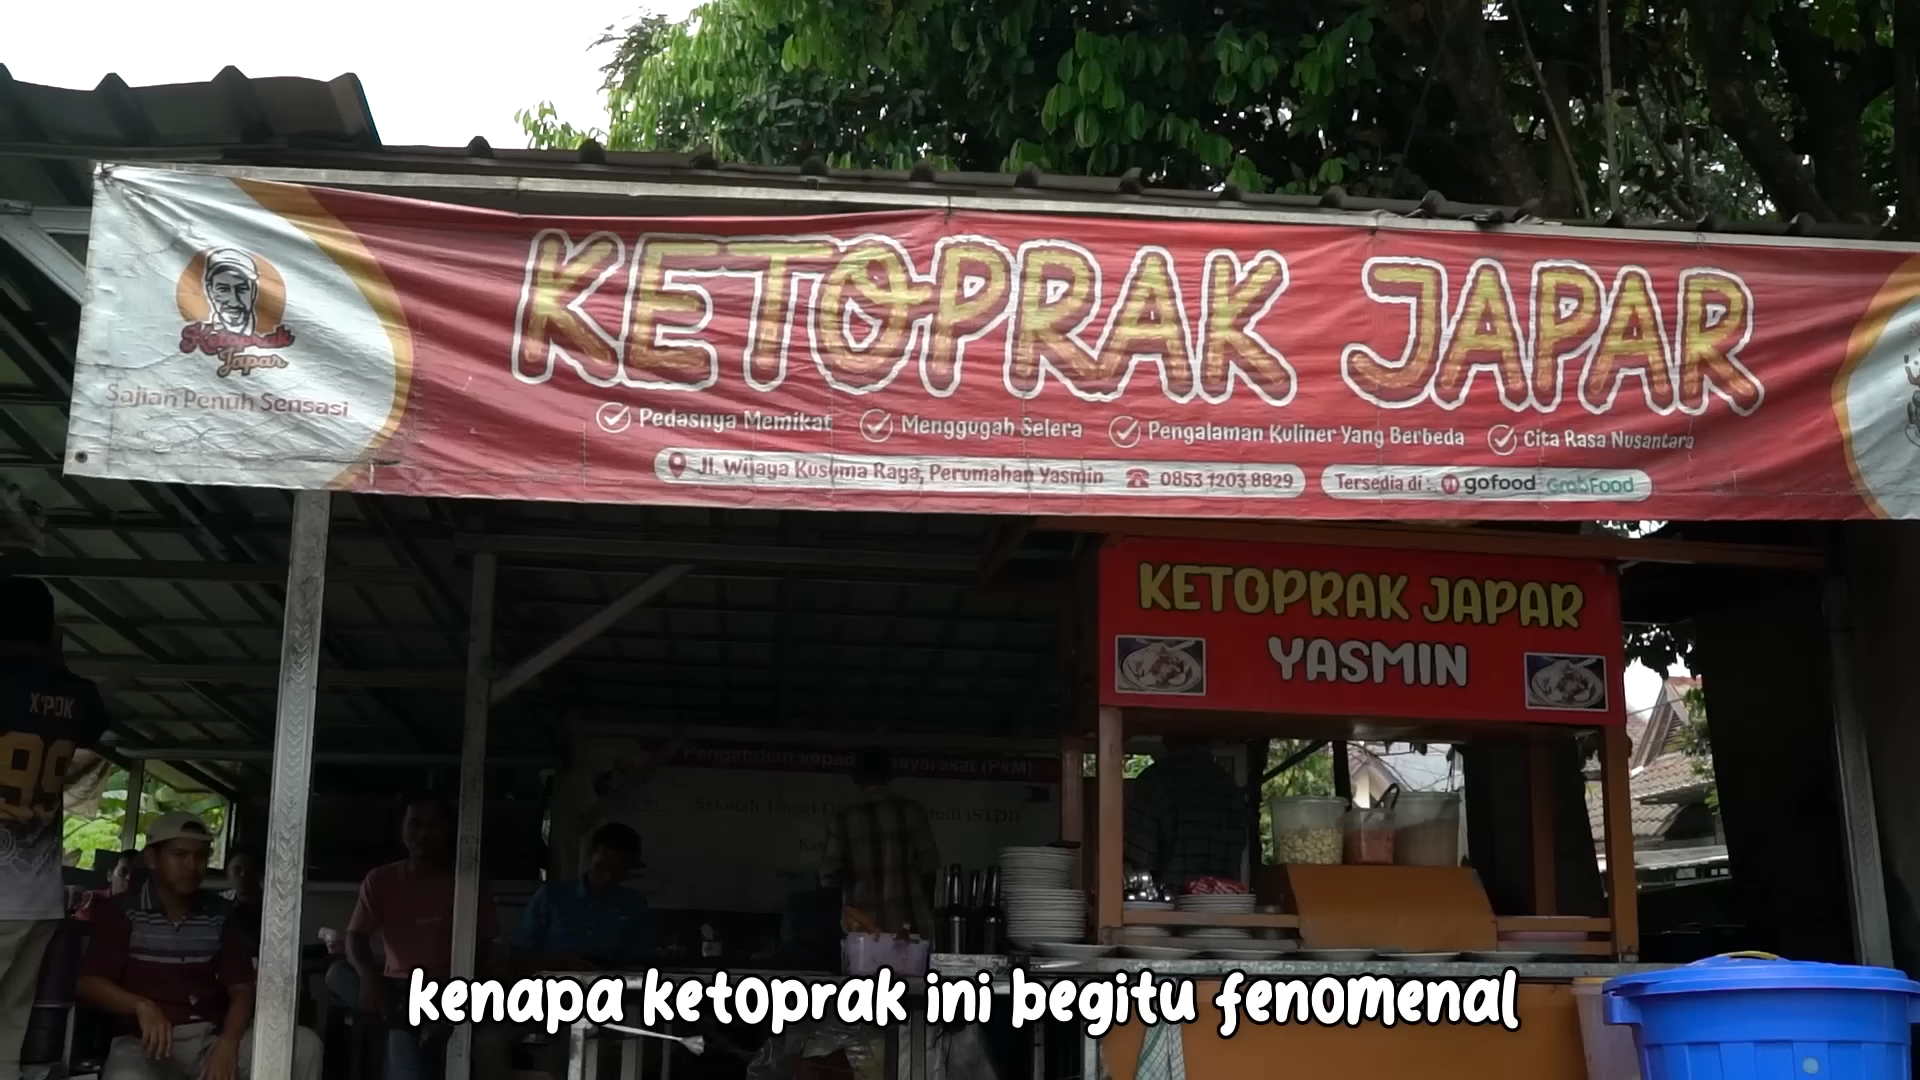 KETOPRAK JAPAR
Ketoprak
Japar
Sajian Penuh Sensasi
Pedasnya Memikat
Menggugah Selera
Pengalaman Kuliner Yang Berbeda
Cita Rasa Nusantara
Jl. Wijaya Kusuma Raya, Perumahan Yasmin
0853 1203 8829
Tersedia di : gofood GrabFood
KETOPRAK JAPAR
YASMIN
X'POK
99
kenapa ketoprak ini begitu fenomenal